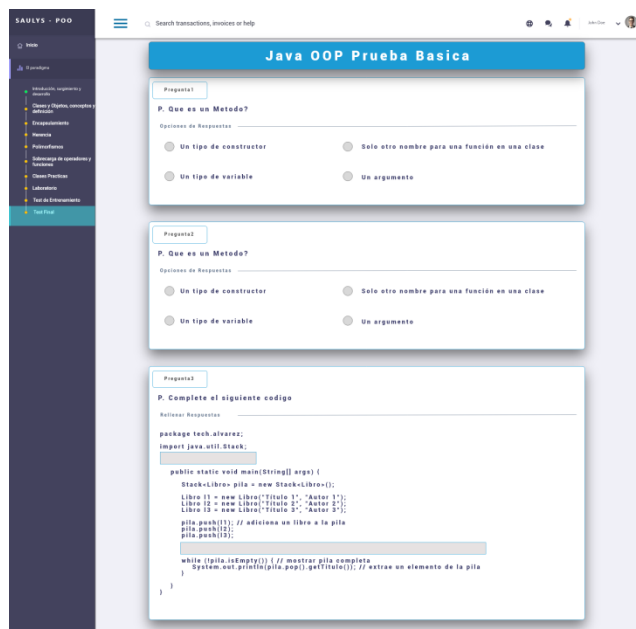 SAULYS - POO
Search transactions, invoices or help
John Doe
Inicio
El paradigma
Introducción, surgimiento y
desarrollo
Clases y Objetos, conceptos y
definición
Encapsulamiento
Herencia
Polimorfismos
Sobrecarga de operadores y
funciones
Clases Practicas
Laboratorio
Test de Entrenamiento
Test Final
Java OOP Prueba Basica
Pregunta1
P. Que es un Metodo?
Opciones de Respuestas
Un tipo de constructor
Solo otro nombre para una función en una clase
Un tipo de variable
Un argumento
Pregunta2
P. Que es un Metodo?
Opciones de Respuestas
Un tipo de constructor
Solo otro nombre para una función en una clase
Un tipo de variable
Un argumento
Pregunta3
P. Complete el siguiente codigo
Rellenar Respuestas
package tech.alvarez;
Import java.util.Stack;
public static void main(String[] args) {
Stack<Libro> pila = new Stack<Libro>();
Libro l1 = new Libro("Título 1", "Autor 1");
Libro l2 = new Libro("Título 2", "Autor 2");
Libro l3 = new Libro("Título 3", "Autor 3");
pila.push(l1); // adiciona un libro a la pila
pila.push(l2);
pila.push(l3);
while (!pila.isEmpty()) { // mostrar pila completa
System.out.println(pila.pop().getTitulo()); // extrae un elemento de la pila
}
}
}